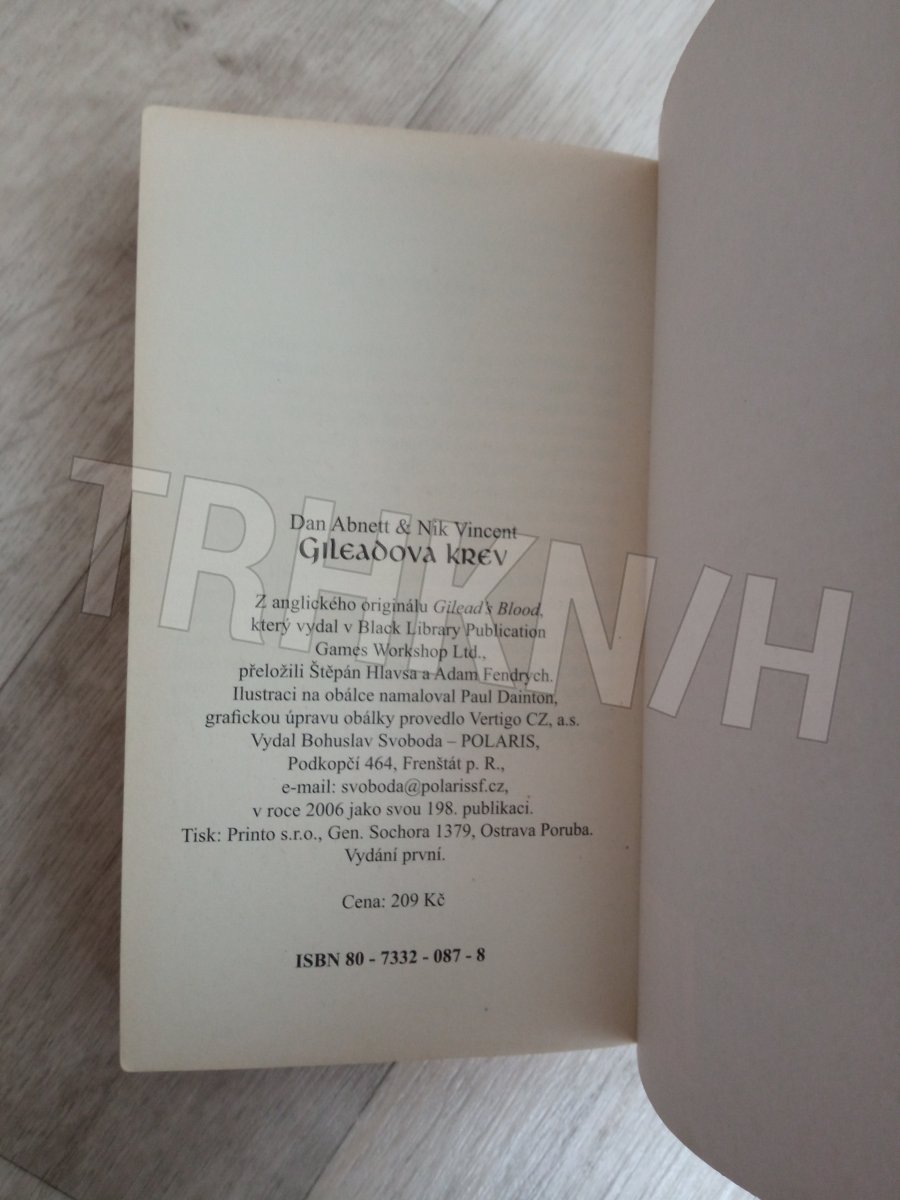 Dan Abnett & Nik Vincent
Gileadova krev
Z anglického originálu Gilead's Blood,
který vydal v Black Library Publication
Games Workshop Ltd.,
přeložili Štěpán Hlavsa a Adam Fendrych.
Ilustraci na obálce namaloval Paul Dainton,
grafickou úpravu obálky provedlo Vertigo CZ, a.s.
Vydal Bohuslav Svoboda – POLARIS,
Podkopčí 464, Frenštát p. R.,
e-mail: svoboda@polarissf.cz,
v roce 2006 jako svou 198. publikaci.
Tisk: Printo s.r.o., Gen. Sochora 1379, Ostrava Poruba.
Vydání první.
Cena: 209 Kč
ISBN 80 - 7332 - 087 - 8
TRHKNIH